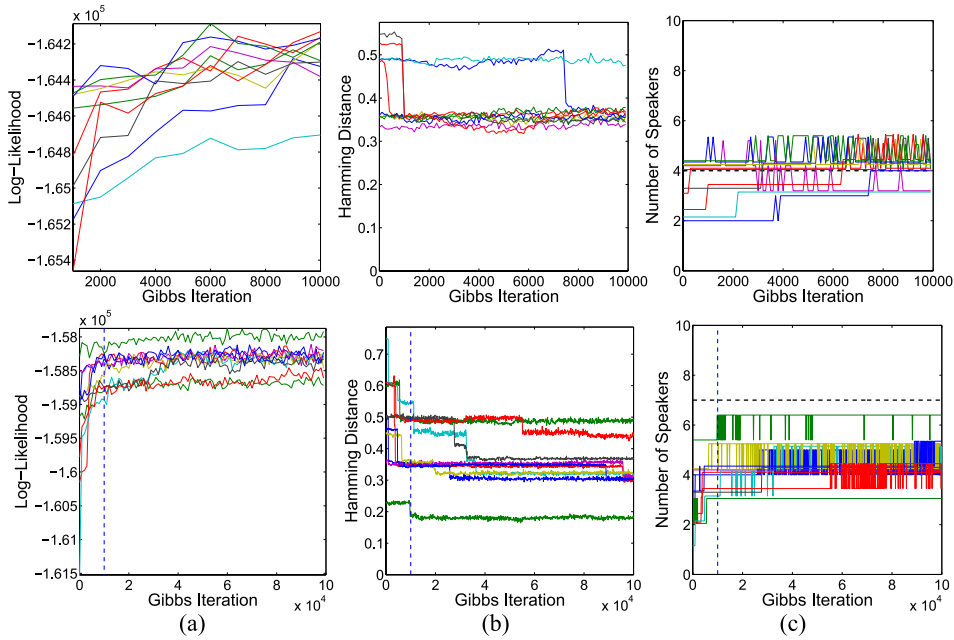 x 10^5
−1.642
−1.644
−1.646
−1.648
−1.65
−1.652
−1.654
Log−Likelihood
2000 4000 6000 8000 10000
Gibbs Iteration
0.5
0.4
0.3
0.2
0.1
0
Hamming Distance
0 2000 4000 6000 8000 10000
Gibbs Iteration
10
8
6
4
2
0
Number of Speakers
0 2000 4000 6000 8000 10000
Gibbs Iteration
x 10^5
−1.58
−1.585
−1.59
−1.595
−1.6
−1.605
−1.61
−1.615
Log−Likelihood
0 2 4 6 8 10
Gibbs Iteration
x 10^4
0.7
0.6
0.5
0.4
0.3
0.2
0.1
0
Hamming Distance
0 2 4 6 8 10
Gibbs Iteration
x 10^4
10
8
6
4
2
0
Number of Speakers
0 2 4 6 8 10
Gibbs Iteration
x 10^4
(a) (b) (c)